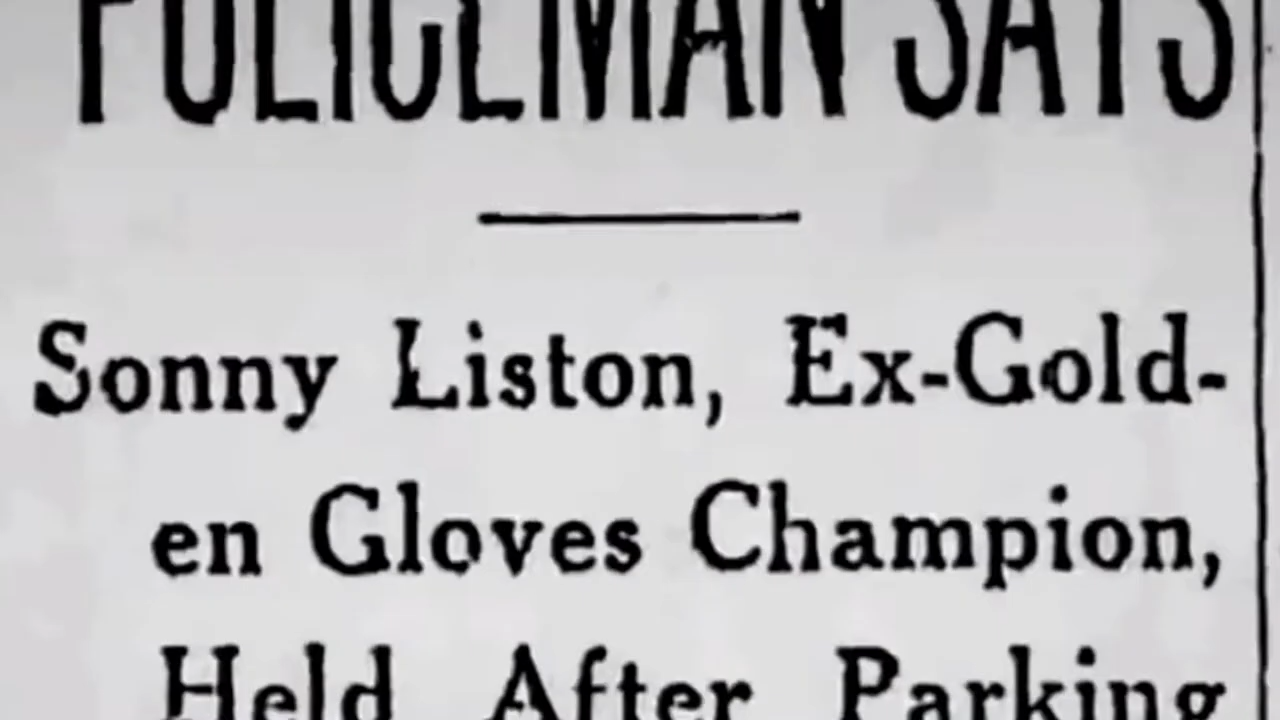 POLICEMAN SAYS
Sonny Liston, Ex-Gold-
en Gloves Champion,
Held After Parking